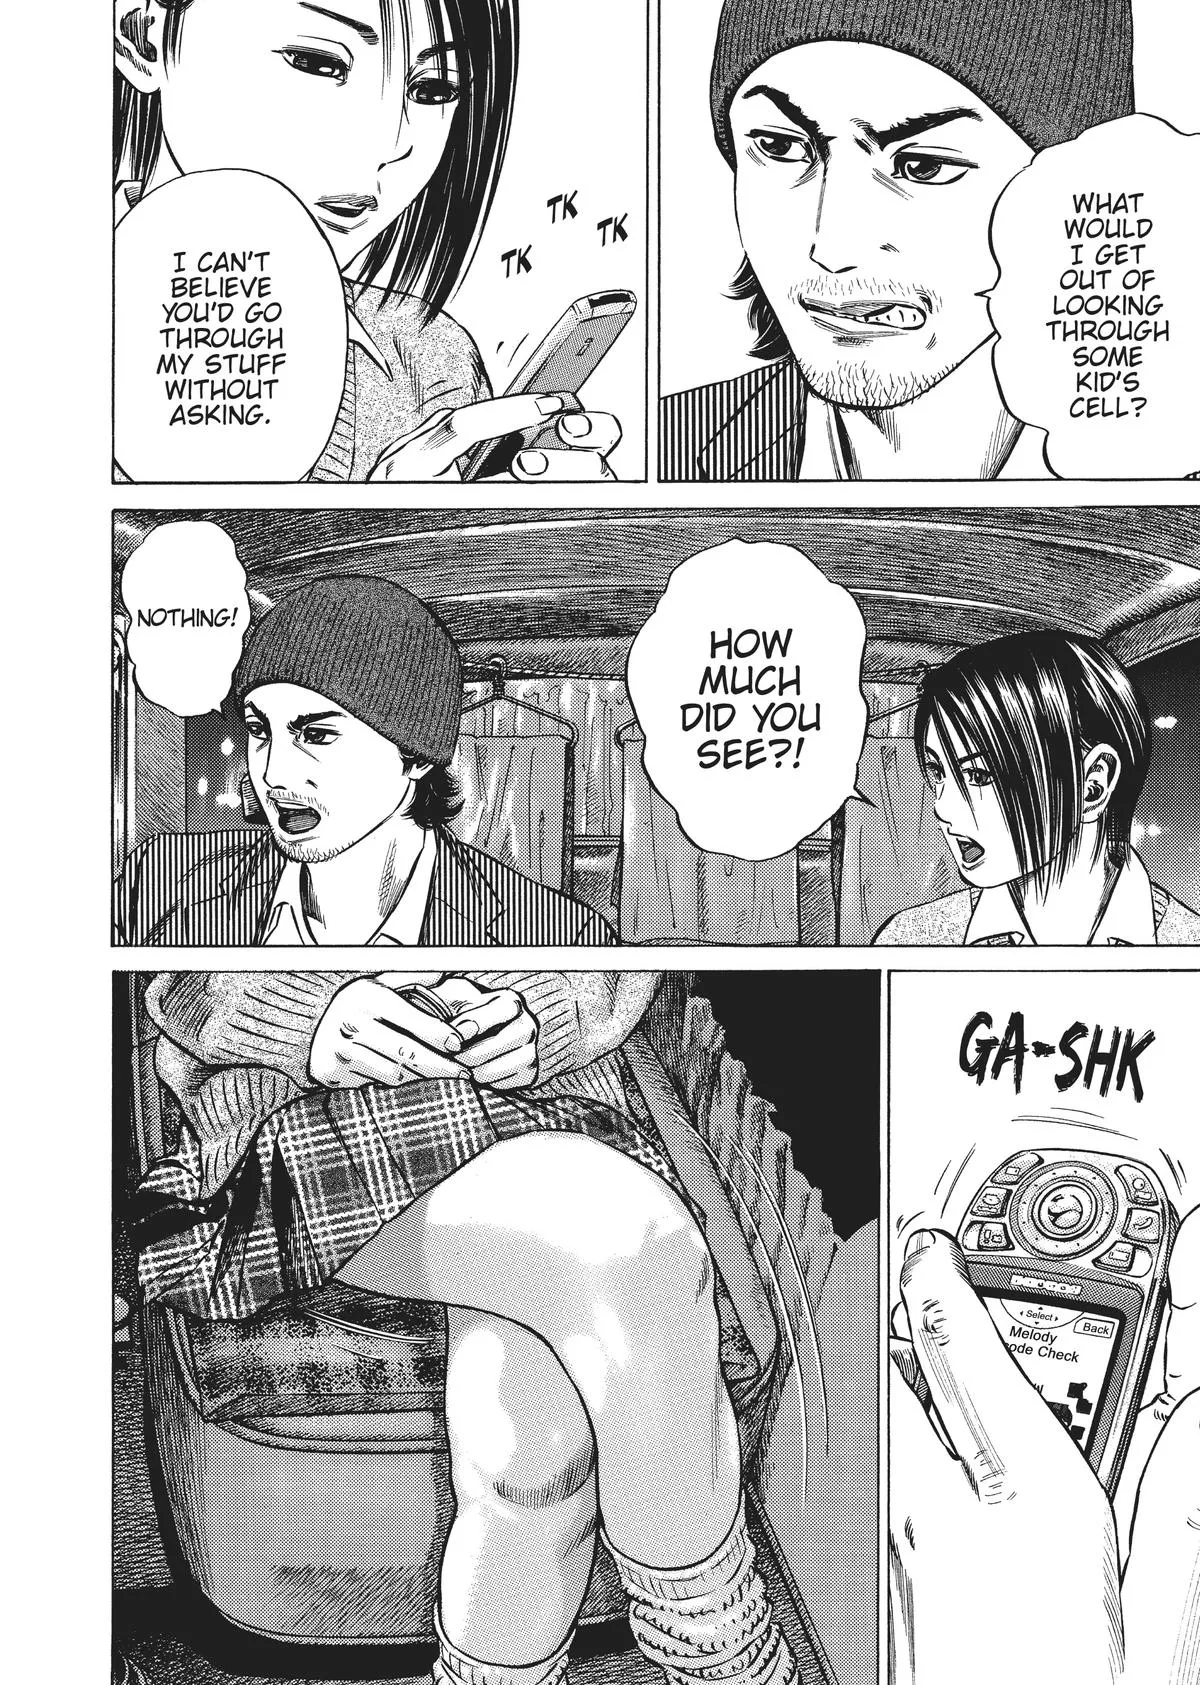 WHAT
WOULD
I GET
OUT OF
LOOKING
THROUGH
SOME
KID'S
CELL?
TK
TK
TK
I CAN'T
BELIEVE
YOU'D GO
THROUGH
MY STUFF
WITHOUT
ASKING.
HOW
MUCH
DID YOU
SEE?!
NOTHING!
GA-SHK
Select
Back
Melody
ode Check